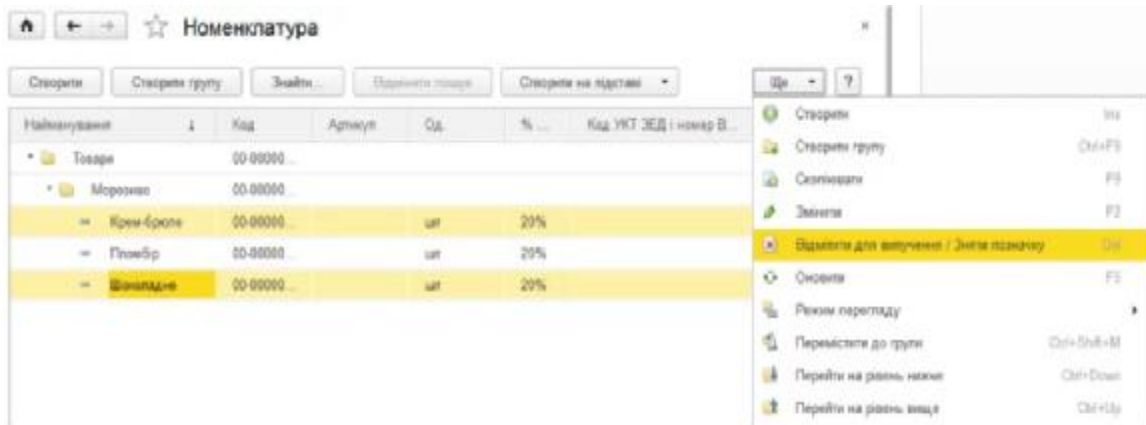 Номенклатура
Створити Створити групу Знайти... Відмінити пошук Створити на підставі Ще ?
Найменування ↓ Код Артикул Од. % ... Код УКТ ЗЕД і номер В...
Товари 00-00000...
Морозиво 00-00000...
Крем-брюле 00-00000... шт 20%
Пломбір 00-00000... шт 20%
Шоколадне 00-00000... шт 20%
Створити Ins
Створити групу Ctrl+F9
Скопіювати F9
Змінити F2
Відмітити для вилучення / Зняти позначку Del
Оновити F5
Режим перегляду
Перемістити до групи Ctrl+Shift+M
Перейти на рівень нижче Ctrl+Down
Перейти на рівень вище Ctrl+Up